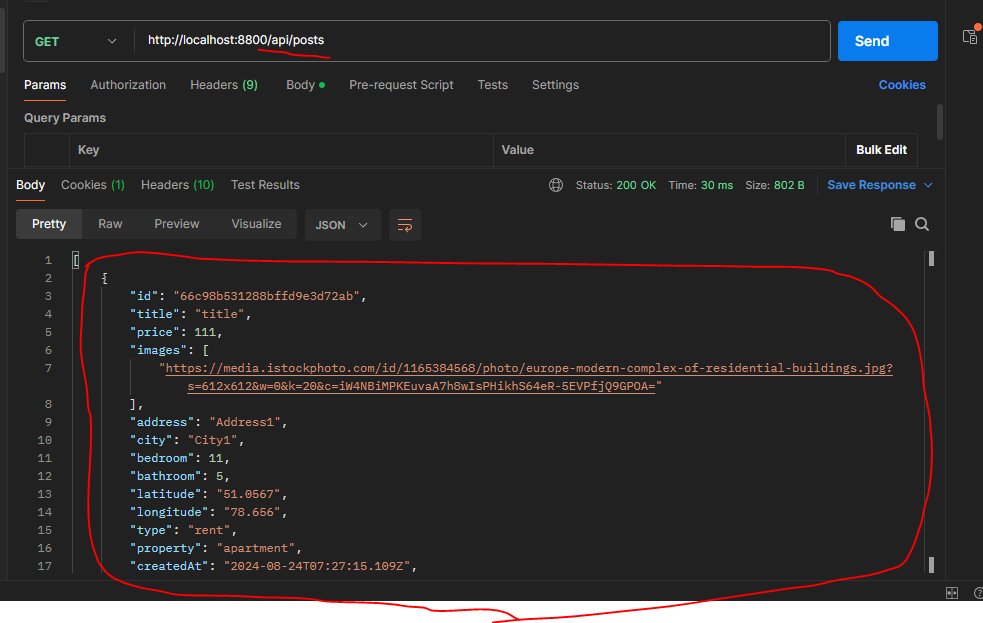 GET http://localhost:8800/api/posts Send
Params Authorization Headers (9) Body Pre-request Script Tests Settings Cookies
Query Params
Key Value Bulk Edit
Body Cookies (1) Headers (10) Test Results Status: 200 OK Time: 30 ms Size: 802 B Save Response
Pretty Raw Preview Visualize JSON
1 [
2 {
3 "id": "66c98b531288bffd9e3d72ab",
4 "title": "title",
5 "price": 111,
6 "images": [
7 "https://media.istockphoto.com/id/1165384568/photo/europe-modern-complex-of-residential-buildings.jpg?
s=612x612&w=0&k=20&c=iW4NBiMPKEuvaA7h8wIsPHikhS64eR-5EVPfjQ9GPOA="
8 ],
9 "address": "Address1",
10 "city": "City1",
11 "bedroom": 11,
12 "bathroom": 5,
13 "latitude": "51.0567",
14 "longitude": "78.656",
15 "type": "rent",
16 "property": "apartment",
17 "createdAt": "2024-08-24T07:27:15.109Z",